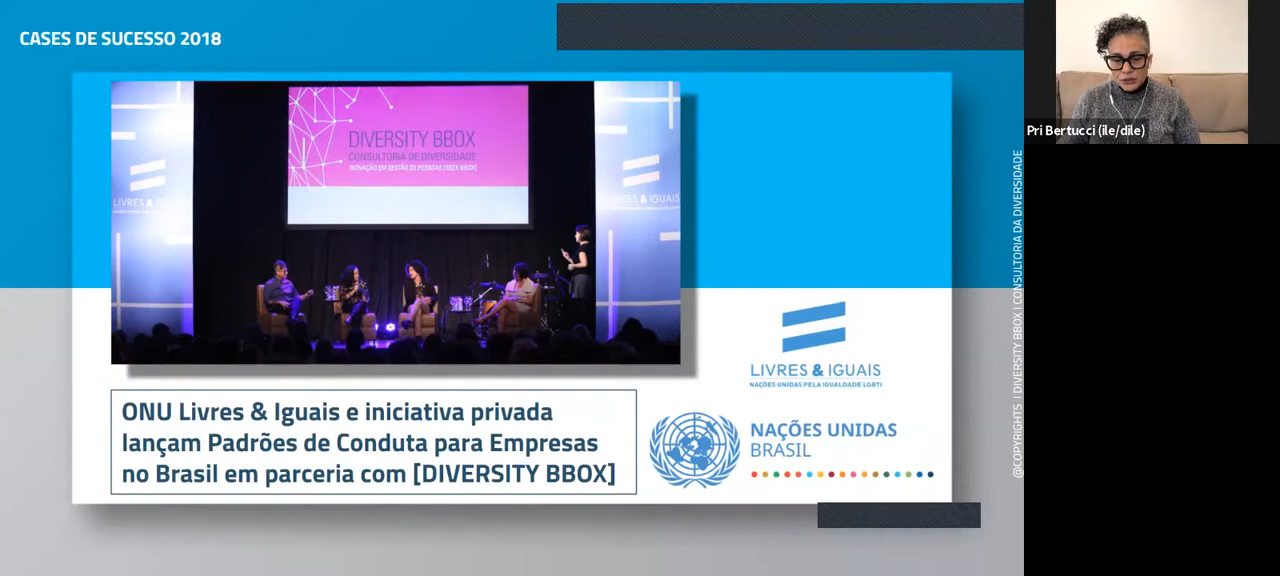 CASES DE SUCESSO 2018
DIVERSITY BBOX
CONSULTORIA DE DIVERSIDADE
INOVAÇÃO EM GESTÃO DE PESSOAS [SSEX BBOX]
LIVRES & IGUAIS
LIVRES & IGUAIS
ONU Livres & Iguais e iniciativa privada
lançam Padrões de Conduta para Empresas
no Brasil em parceria com [DIVERSITY BBOX]
LIVRES & IGUAIS
NAÇÕES UNIDAS PELA IGUALDADE LGBTI
NAÇÕES UNIDAS
BRASIL
@COPYRIGHTS I DIVERSITY BBOX I CONSULTORIA DA DIVERSIDADE
Pri Bertucci (ile/dile)